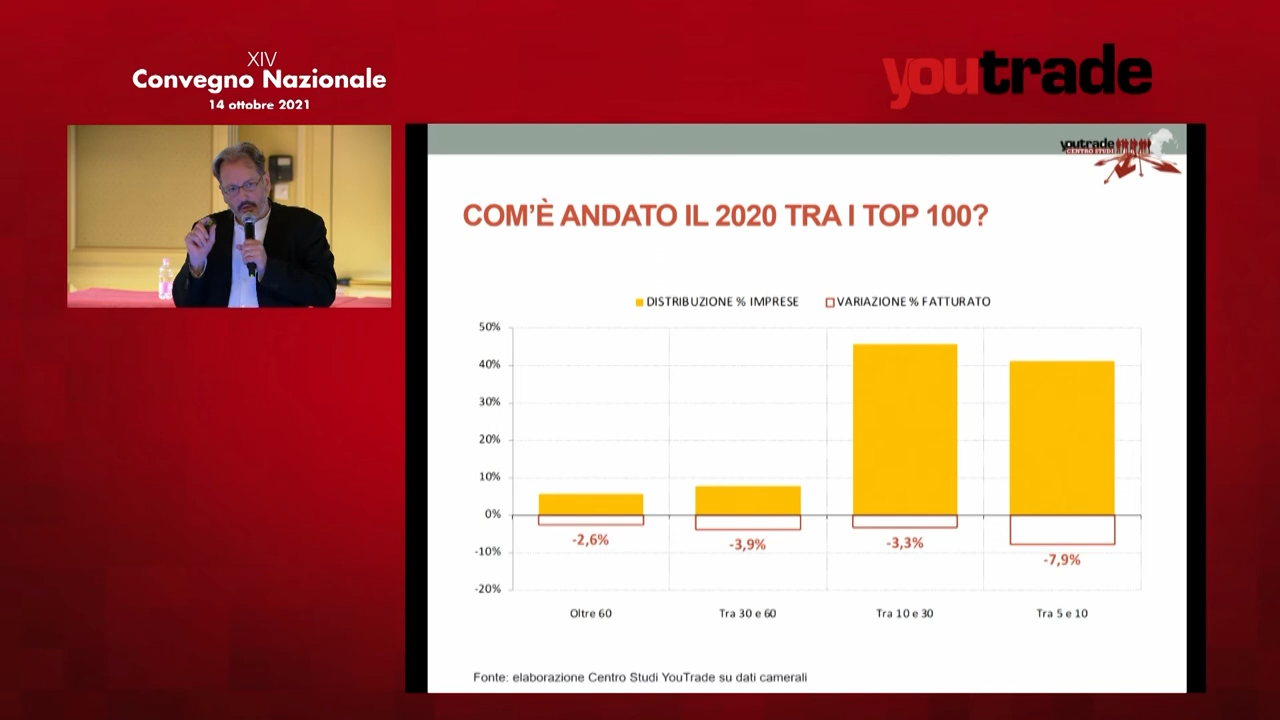 XIV
Convegno Nazionale
14 ottobre 2021
youtrade
youtrade
CENTRO STUDI
COM'È ANDATO IL 2020 TRA I TOP 100?
DISTRIBUZIONE % IMPRESE
VARIAZIONE % FATTURATO
50%
40%
30%
20%
10%
0%
-10%
-20%
-2,6%
-3,9%
-3,3%
-7,9%
Oltre 60
Tra 30 e 60
Tra 10 e 30
Tra 5 e 10
Fonte: elaborazione Centro Studi YouTrade su dati camerali